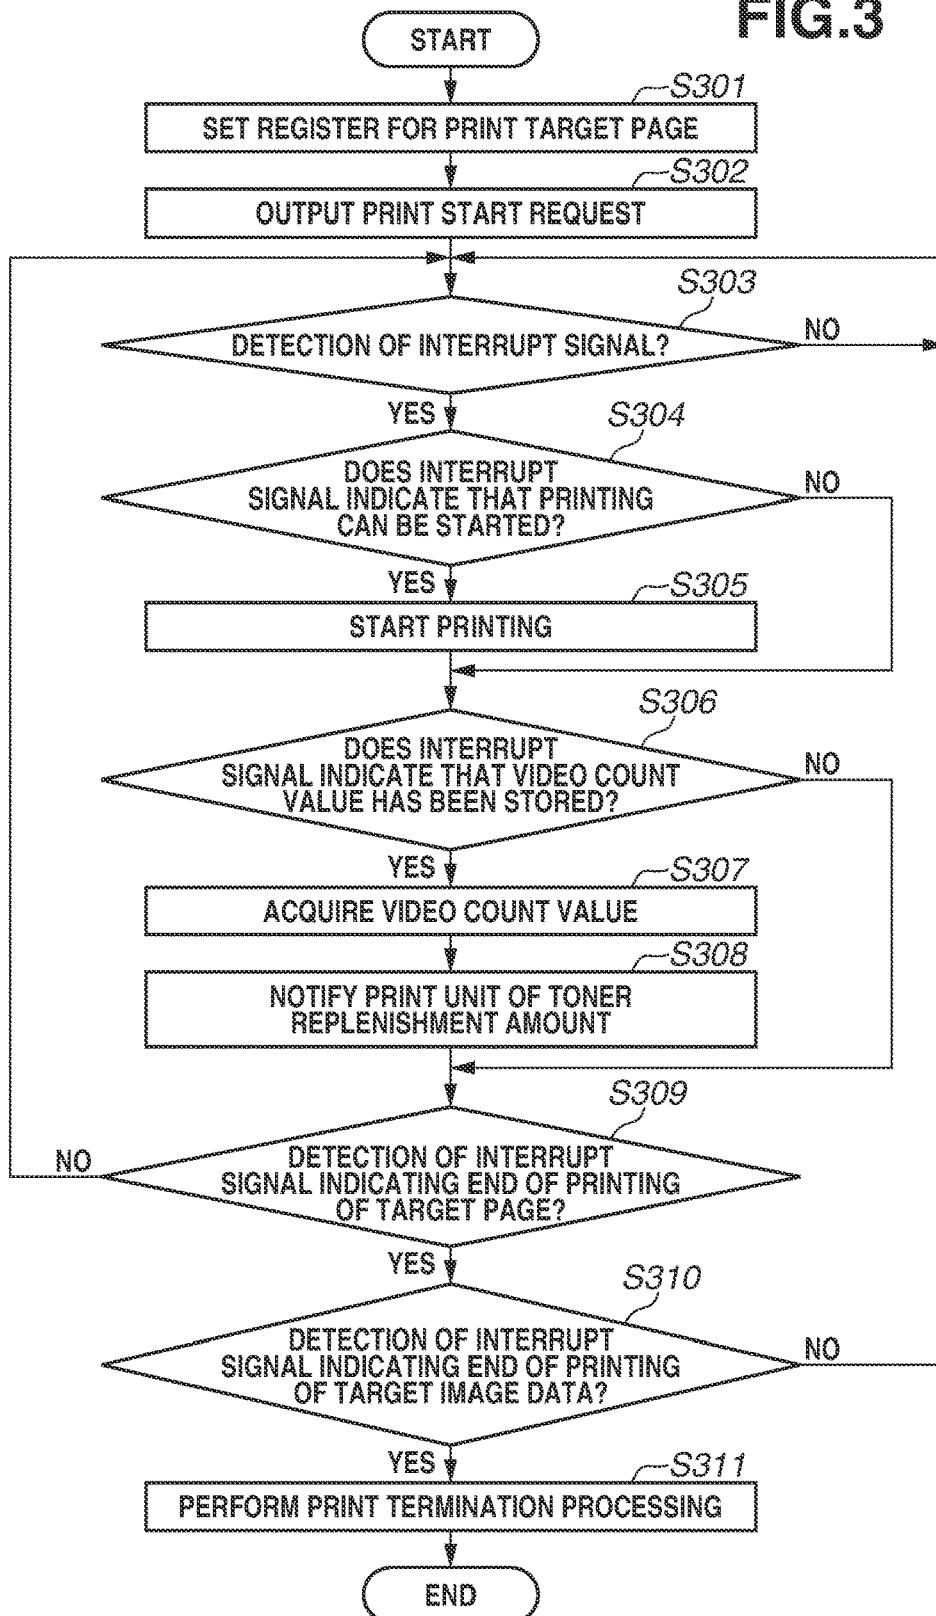 FIG.3
START
S301
SET REGISTER FOR PRINT TARGET PAGE
S302
OUTPUT PRINT START REQUEST
S303
DETECTION OF INTERRUPT SIGNAL?
NO
YES
S304
DOES INTERRUPT
SIGNAL INDICATE THAT PRINTING
CAN BE STARTED?
NO
YES
S305
START PRINTING
S306
DOES INTERRUPT
SIGNAL INDICATE THAT VIDEO COUNT
VALUE HAS BEEN STORED?
NO
YES
S307
ACQUIRE VIDEO COUNT VALUE
S308
NOTIFY PRINT UNIT OF TONER
REPLENISHMENT AMOUNT
S309
DETECTION OF INTERRUPT
SIGNAL INDICATING END OF PRINTING
OF TARGET PAGE?
NO
YES
S310
DETECTION OF INTERRUPT
SIGNAL INDICATING END OF PRINTING
OF TARGET IMAGE DATA?
NO
YES
S311
PERFORM PRINT TERMINATION PROCESSING
END